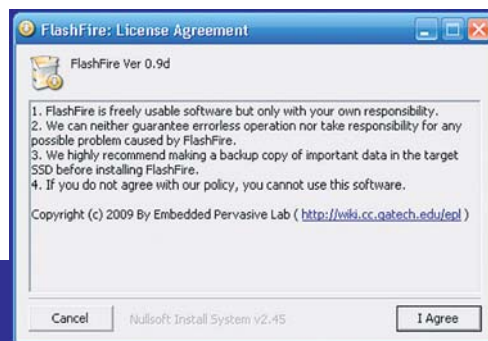 FlashFire: License Agreement
FlashFire Ver 0.9d
1. FlashFire is freely usable software but only with your own responsibility.
2. We can neither guarantee errorless operation nor take responsibility for any
possible problem caused by FlashFire.
3. We highly recommend making a backup copy of important data in the target
SSD before installing FlashFire.
4. If you do not agree with our policy, you cannot use this software.
Copyright (c) 2009 By Embedded Pervasive Lab ( http://wiki.cc.gatech.edu/epl )
Cancel
Nullsoft Install System v2.45
I Agree